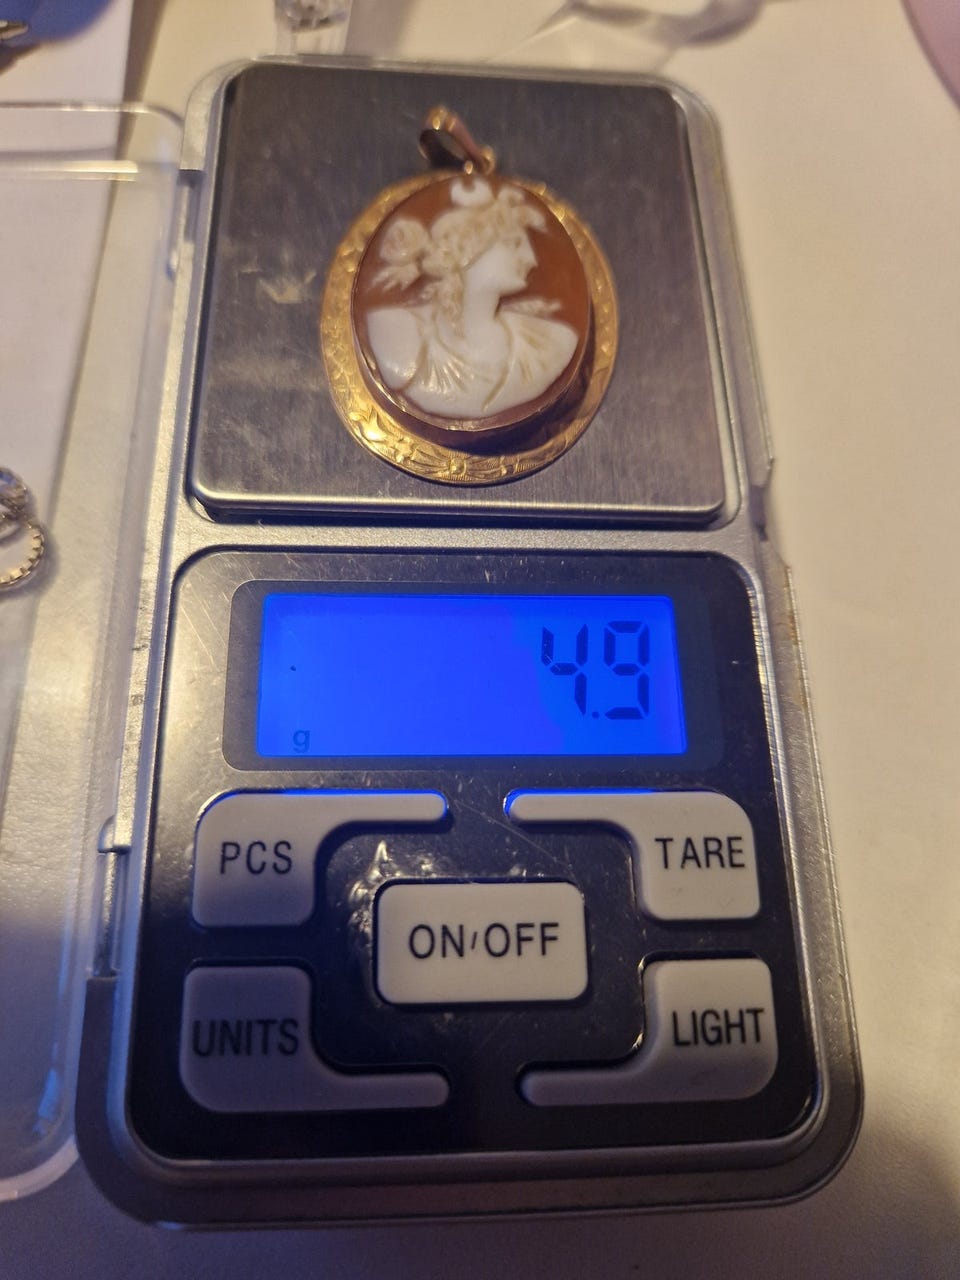 4.9
g
PCS
TARE
ON/OFF
UNITS
LIGHT